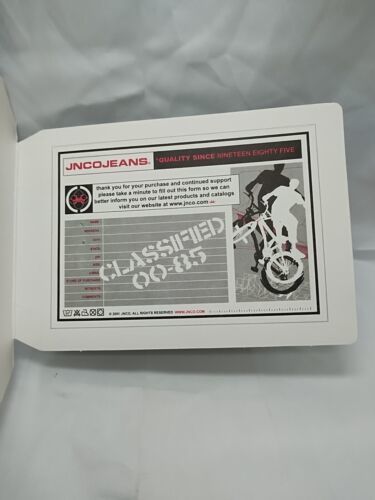 JNCOJEANS.
*QUALITY SINCE NINETEEN EIGHTY FIVE
thank you for your purchase and continued support
please take a minute to fill out this form so we can
better inform you on our latest products and catalogs
visit our website at www.jnco.com
NAME
ADDRESS
CITY
STATE
ZIP
AGE
E-MAIL
STORE OF PURCHASE
INTERESTS
COMMENTS
CLASSIFIED
00-85
© 2001 JNCO. ALL RIGHTS RESERVED WWW.JNCO.COM